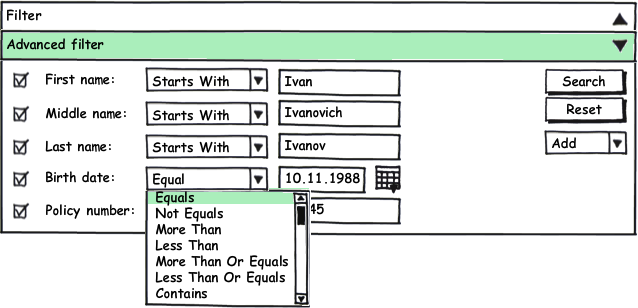 Filter
Advanced filter
First name: Starts With Ivan Search
Middle name: Starts With Ivanovich Reset
Last name: Starts With Ivanov Add
Birth date: Equal 10.11.1988
Policy number: 45
Equals
Not Equals
More Than
Less Than
More Than Or Equals
Less Than Or Equals
Contains